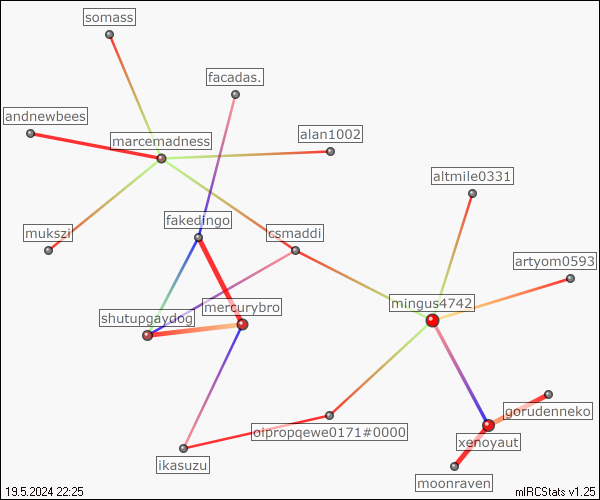 somass
facadas.
andnewbees
alan1002
marcemadness
altmile0331
fakedingo
mukszi
csmaddi
artyom0593
mingus4742
mercurybro
shutupgaydog
gorudenneko
oipropqewe0171#0000
xenoyaut
ikasuzu
moonraven
19.5.2024 22:25
mIRCStats v1.25